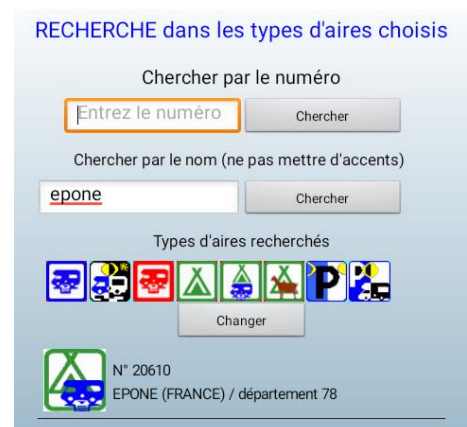 RECHERCHE dans les types d'aires choisis
Chercher par le numéro
Entrez le numéro
Chercher
Chercher par le nom (ne pas mettre d'accents)
epone
Chercher
Types d'aires recherchés
P
Changer
N° 20610
EPONE (FRANCE) / département 78